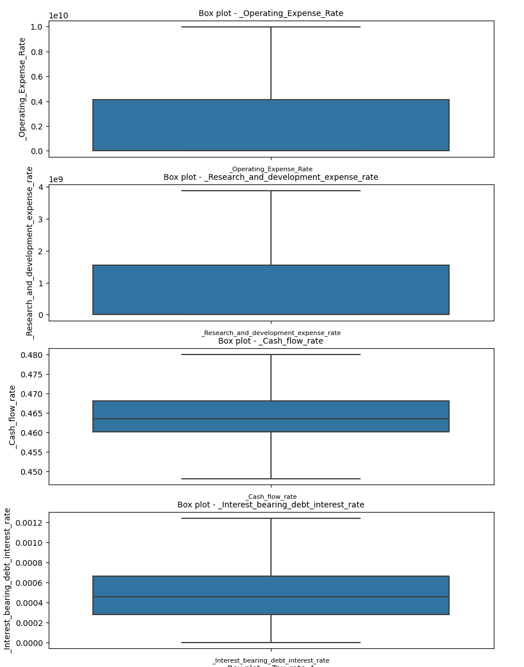 Box plot - _Operating_Expense_Rate
1e10
1.0
0.8
0.6
0.4
0.2
0.0
_Operating_Expense_Rate
_Operating_Expense_Rate
Box plot - _Research_and_development_expense_rate
1e9
4
3
2
1
0
_Research_and_development_expense_rate
_Research_and_development_expense_rate
Box plot - _Cash_flow_rate
0.480
0.475
0.470
0.465
0.460
0.455
0.450
_Cash_flow_rate
_Cash_flow_rate
Box plot - _Interest_bearing_debt_interest_rate
0.0012
0.0010
0.0008
0.0006
0.0004
0.0002
0.0000
_Interest_bearing_debt_interest_rate
_Interest_bearing_debt_interest_rate